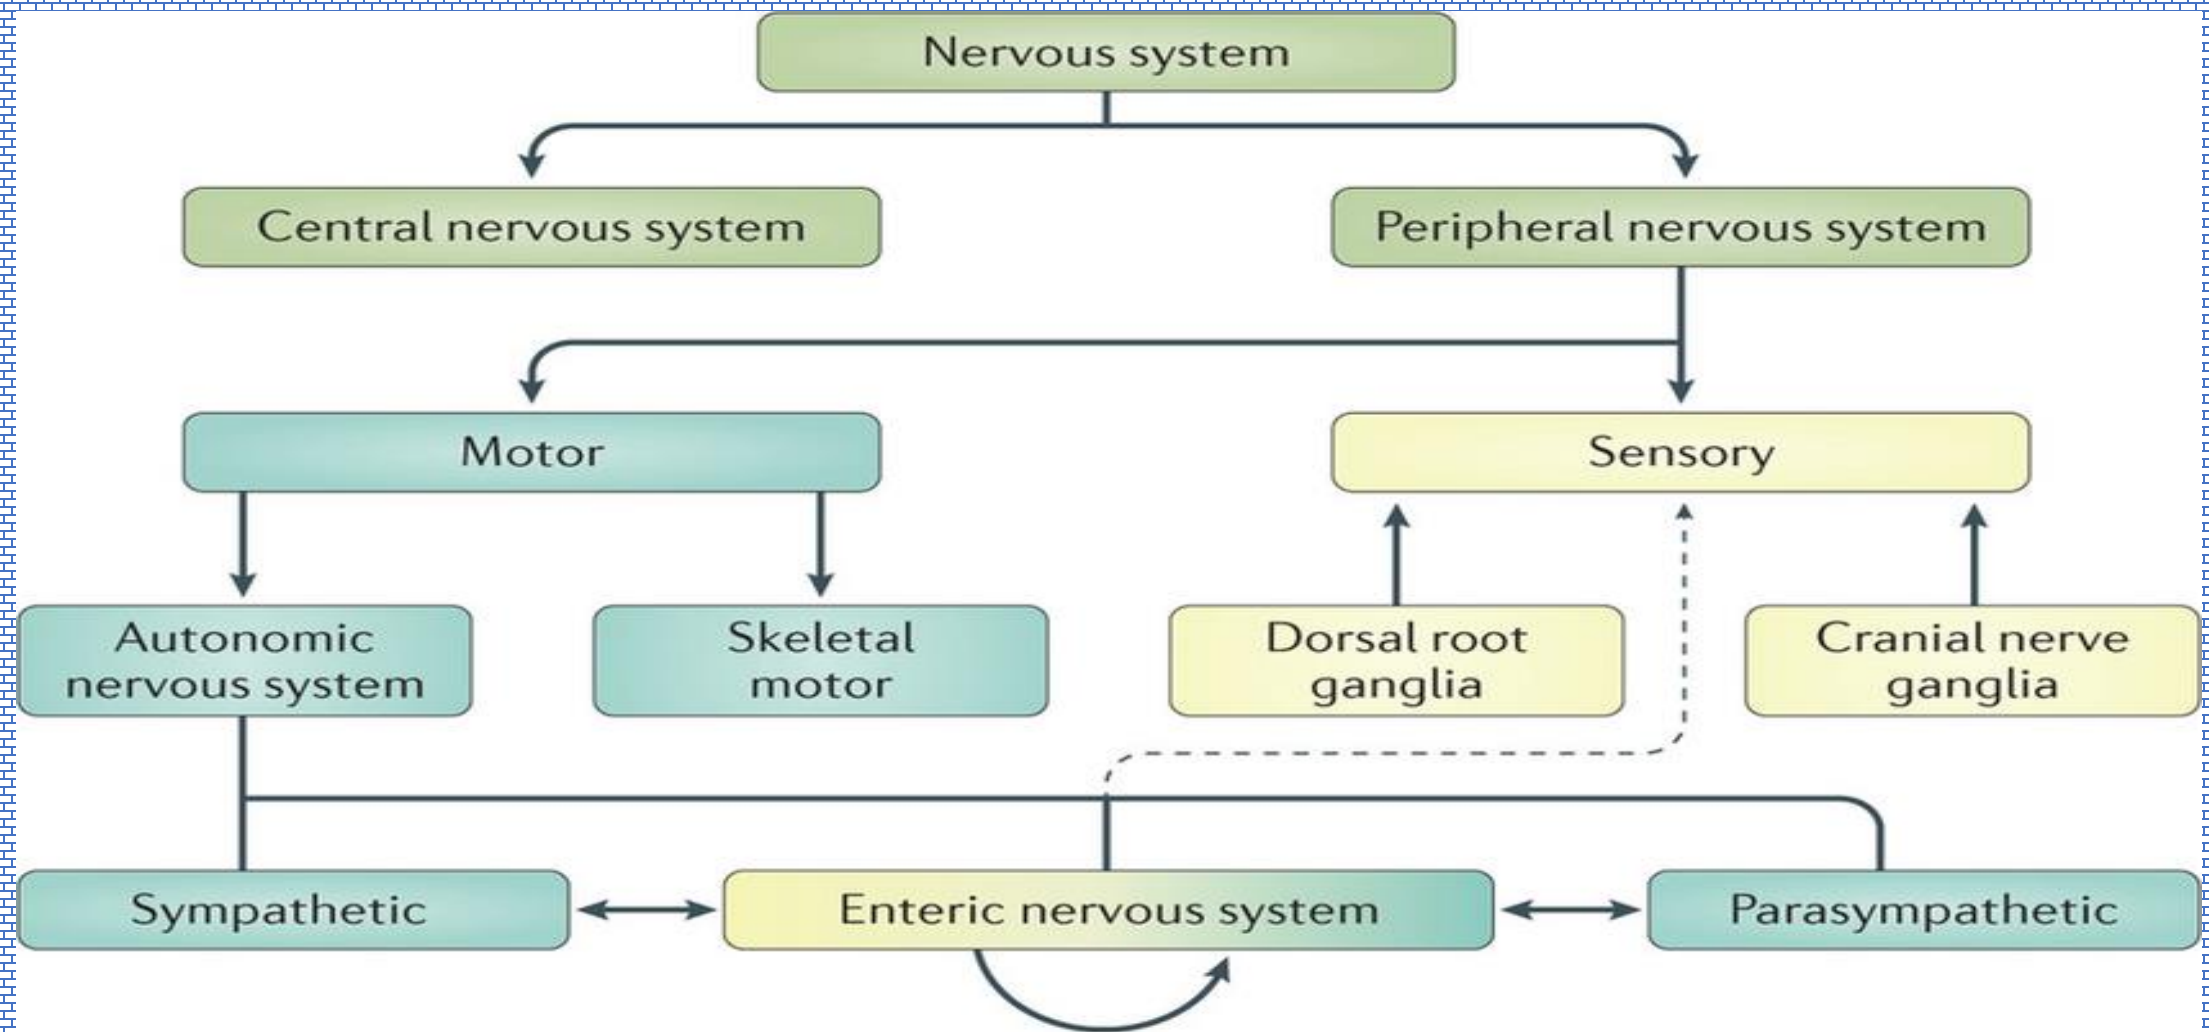 Nervous system
Central nervous system
Peripheral nervous system
Motor
Sensory
Autonomic
nervous system
Skeletal
motor
Dorsal root
ganglia
Cranial nerve
ganglia
Sympathetic
Enteric nervous system
Parasympathetic